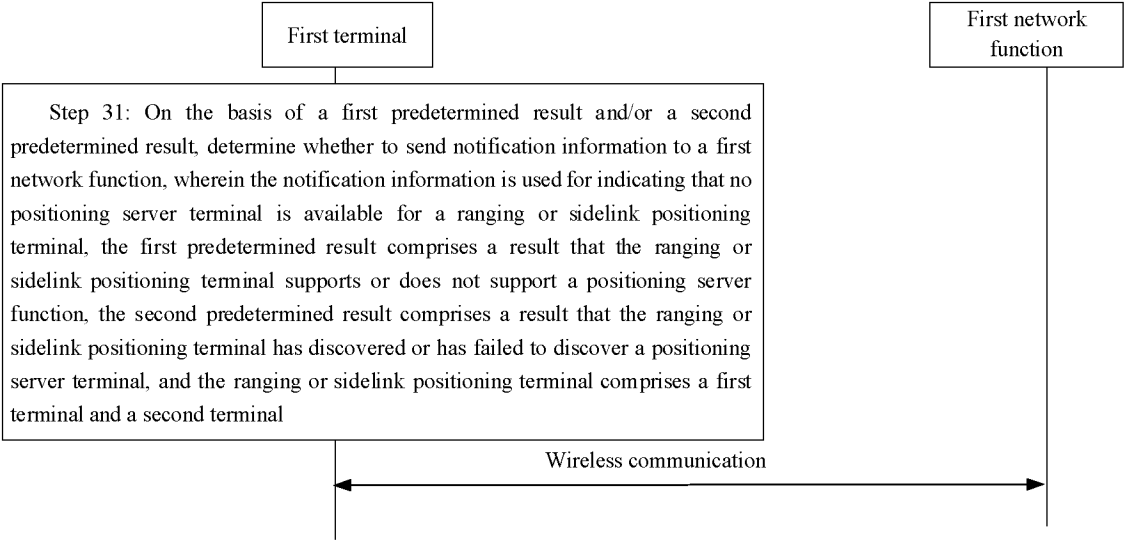 First terminal
First network
function
Step 31: On the basis of a first predetermined result and/or a second
predetermined result, determine whether to send notification information to a first
network function, wherein the notification information is used for indicating that no
positioning server terminal is available for a ranging or sidelink positioning
terminal, the first predetermined result comprises a result that the ranging or
sidelink positioning terminal supports or does not support a positioning server
function, the second predetermined result comprises a result that the ranging or
sidelink positioning terminal has discovered or has failed to discover a positioning
server terminal, and the ranging or sidelink positioning terminal comprises a first
terminal and a second terminal
Wireless communication